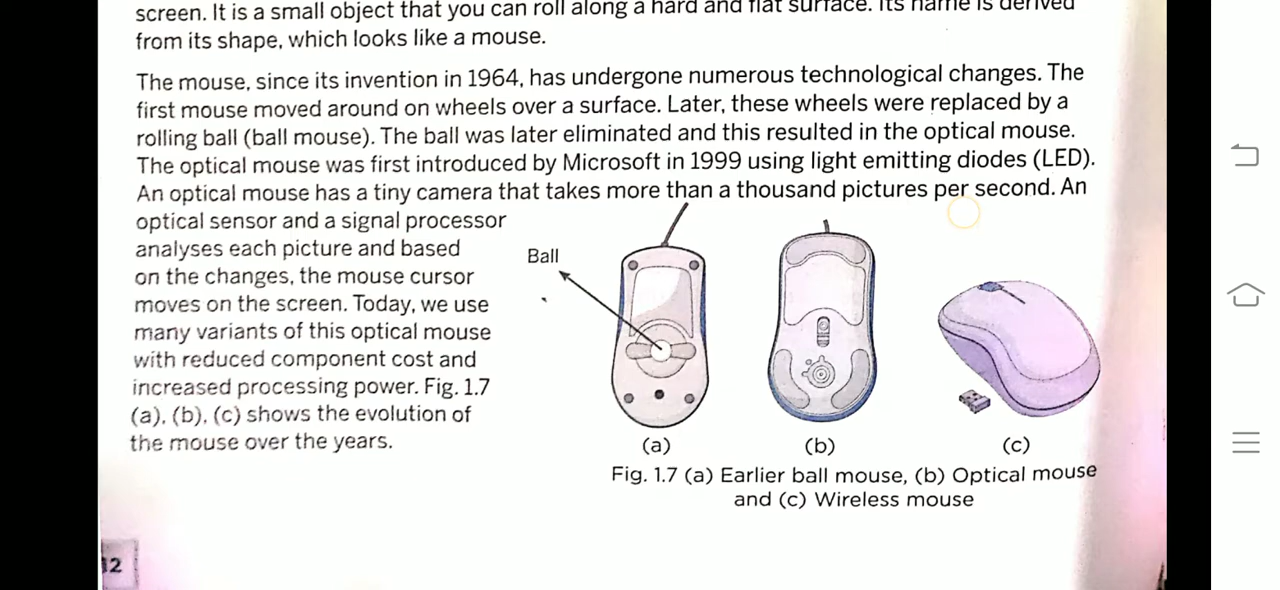 screen. It is a small object that you can roll along a hard and flat surface. Its name is derived
from its shape, which looks like a mouse.
The mouse, since its invention in 1964, has undergone numerous technological changes. The
first mouse moved around on wheels over a surface. Later, these wheels were replaced by a
rolling ball (ball mouse). The ball was later eliminated and this resulted in the optical mouse.
The optical mouse was first introduced by Microsoft in 1999 using light emitting diodes (LED).
An optical mouse has a tiny camera that takes more than a thousand pictures per second. An
optical sensor and a signal processor
analyses each picture and based
on the changes, the mouse cursor
moves on the screen. Today, we use
many variants of this optical mouse
with reduced component cost and
increased processing power. Fig. 1.7
(a), (b), (c) shows the evolution of
the mouse over the years.
Ball
(a)
(b)
(c)
Fig. 1.7 (a) Earlier ball mouse, (b) Optical mouse
and (c) Wireless mouse
12